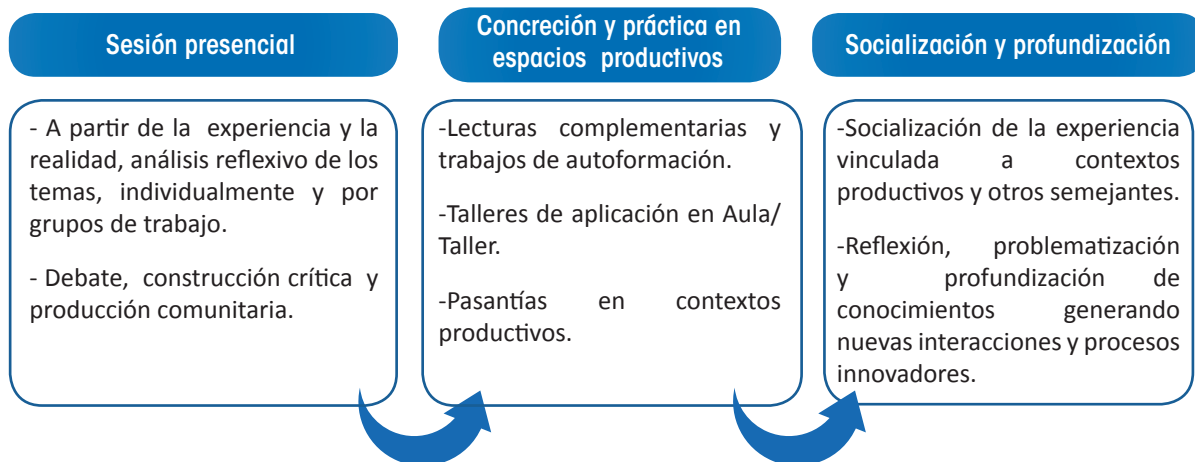 Sesión presencial
- A partir de la experiencia y la
realidad, análisis reflexivo de los
temas, individualmente y por
grupos de trabajo.
- Debate, construcción crítica y
producción comunitaria.
Concreción y práctica en
espacios productivos
-Lecturas complementarias y
trabajos de autoformación.
-Talleres de aplicación en Aula/
Taller.
-Pasantías en contextos
productivos.
Socialización y profundización
-Socialización de la experiencia
vinculada a contextos
productivos y otros semejantes.
-Reflexión, problematización
y profundización de
conocimientos generando
nuevas interacciones y procesos
innovadores.